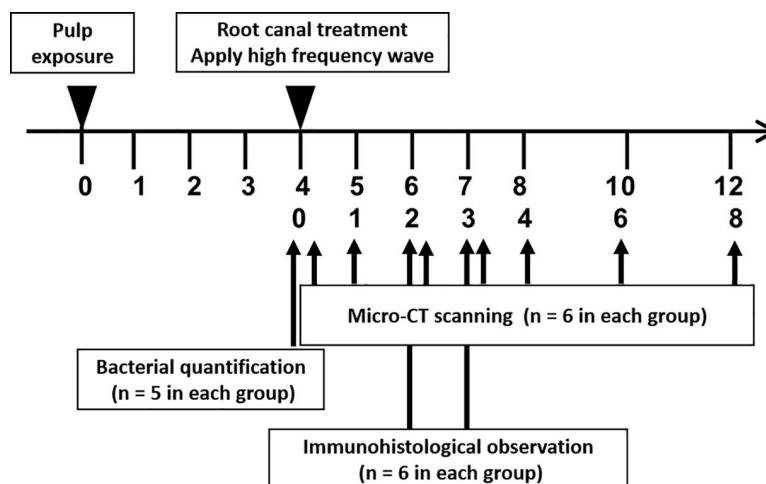 Pulp
exposure
Root canal treatment
Apply high frequency wave
0 1 2 3 4 5 6 7 8 10 12
0 1 2 3 4 6 8
Micro-CT scanning (n = 6 in each group)
Bacterial quantification
(n = 5 in each group)
Immunohistological observation
(n = 6 in each group)